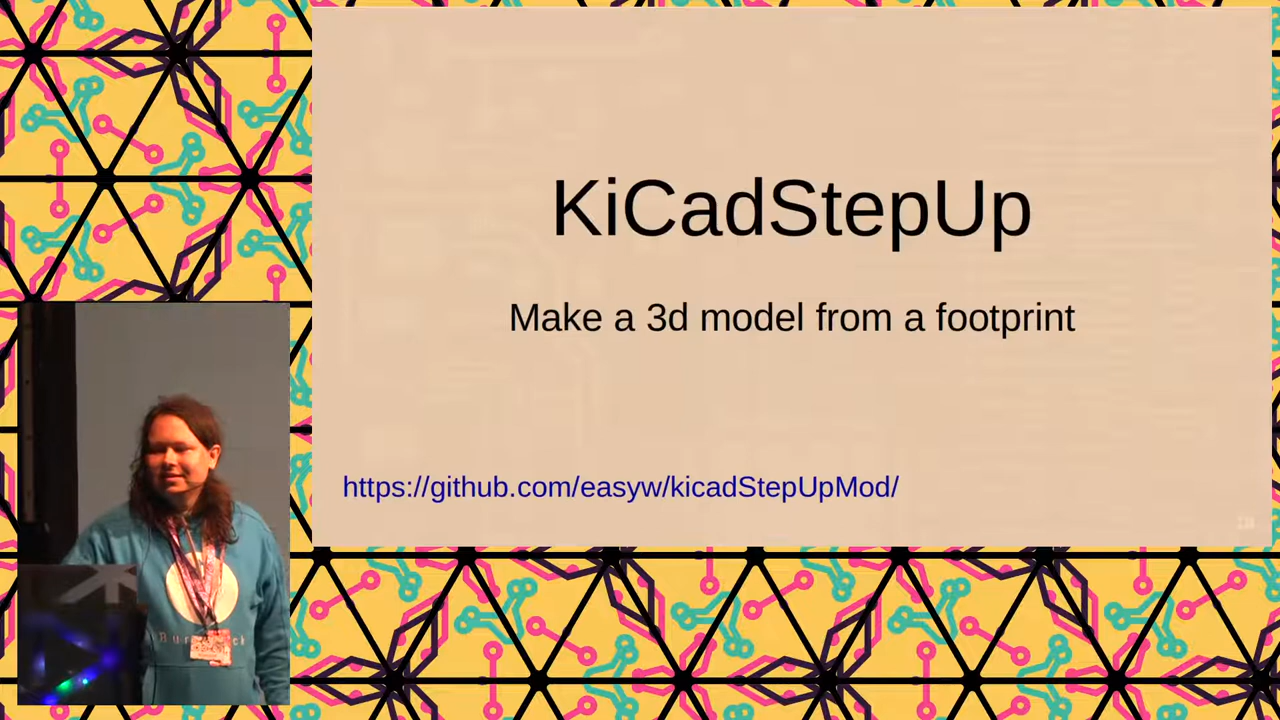 KiCadStepUp
Make a 3d model from a footprint
https://github.com/easyw/kicadStepUpMod/